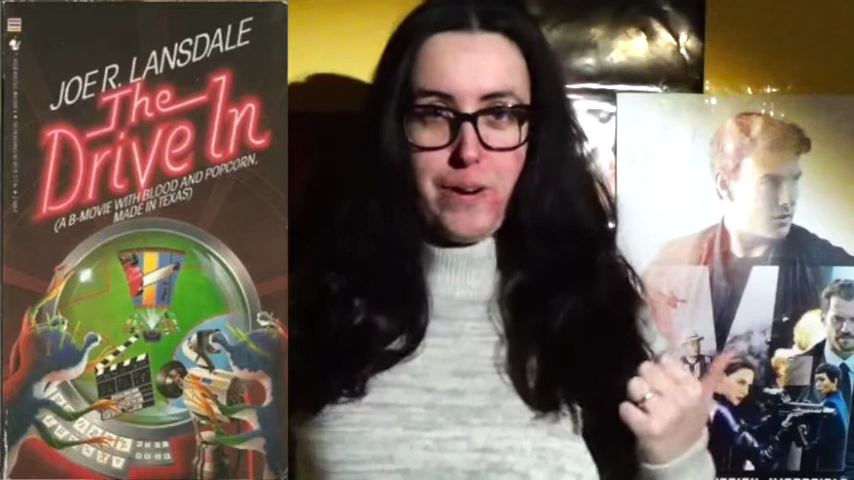 JOE R. LANSDALE
The
Drive In
(A B-MOVIE WITH BLOOD AND POPCORN,
MADE IN TEXAS)